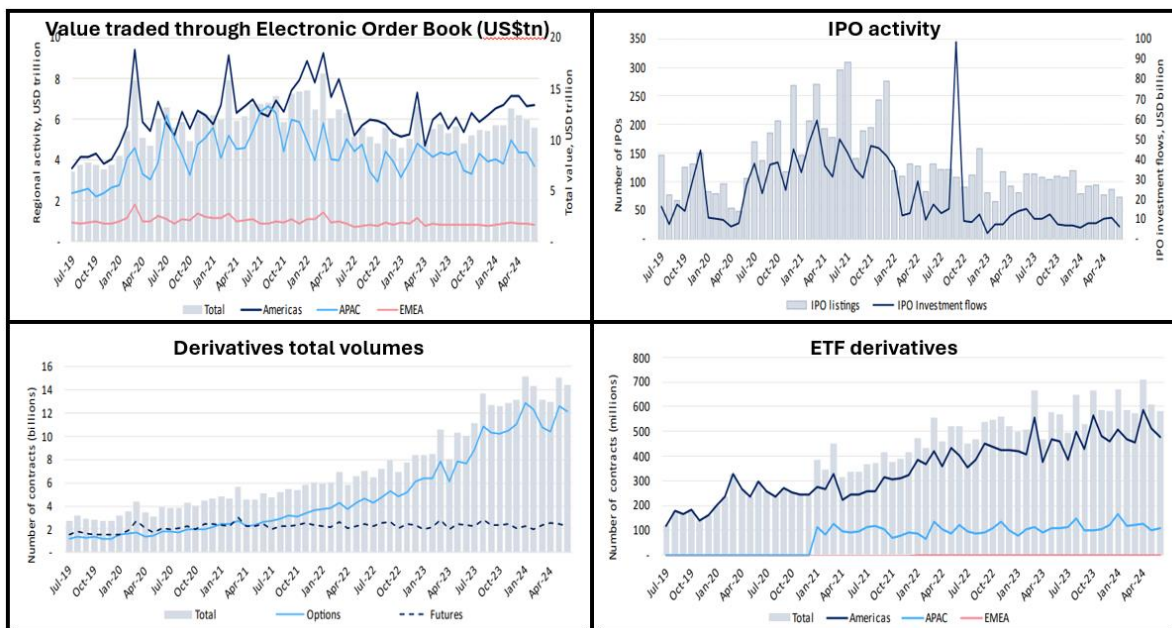 Value traded through Electronic Order Book (US$tn)
Regional activity, USD trillion
10
8
6
4
2
-
20
15
10
5
-
Total value, USD trillion
Jul-19 Oct-19 Jan-20 Apr-20 Jul-20 Oct-20 Jan-21 Apr-21 Jul-21 Oct-21 Jan-22 Apr-22 Jul-22 Oct-22 Jan-23 Apr-23 Jul-23 Oct-23 Jan-24 Apr-24
Total Americas APAC EMEA
IPO activity
Number of IPOs
350
300
250
200
150
100
50
-
100
90
80
70
60
50
40
30
20
10
-
IPO investment flows, USD billion
Jul-19 Oct-19 Jan-20 Apr-20 Jul-20 Oct-20 Jan-21 Apr-21 Jul-21 Oct-21 Jan-22 Apr-22 Jul-22 Oct-22 Jan-23 Apr-23 Jul-23 Oct-23 Jan-24 Apr-24
IPO listings IPO Investment flows
Derivatives total volumes
Number of contracts (billions)
16
14
12
10
8
6
4
2
-
Jul-19 Oct-19 Jan-20 Apr-20 Jul-20 Oct-20 Jan-21 Apr-21 Jul-21 Oct-21 Jan-22 Apr-22 Jul-22 Oct-22 Jan-23 Apr-23 Jul-23 Oct-23 Jan-24 Apr-24
Total Options Futures
ETF derivatives
Number of contracts (millions)
800
700
600
500
400
300
200
100
-
Jul-19 Oct-19 Jan-20 Apr-20 Jul-20 Oct-20 Jan-21 Apr-21 Jul-21 Oct-21 Jan-22 Apr-22 Jul-22 Oct-22 Jan-23 Apr-23 Jul-23 Oct-23 Jan-24 Apr-24
Total Americas APAC EMEA